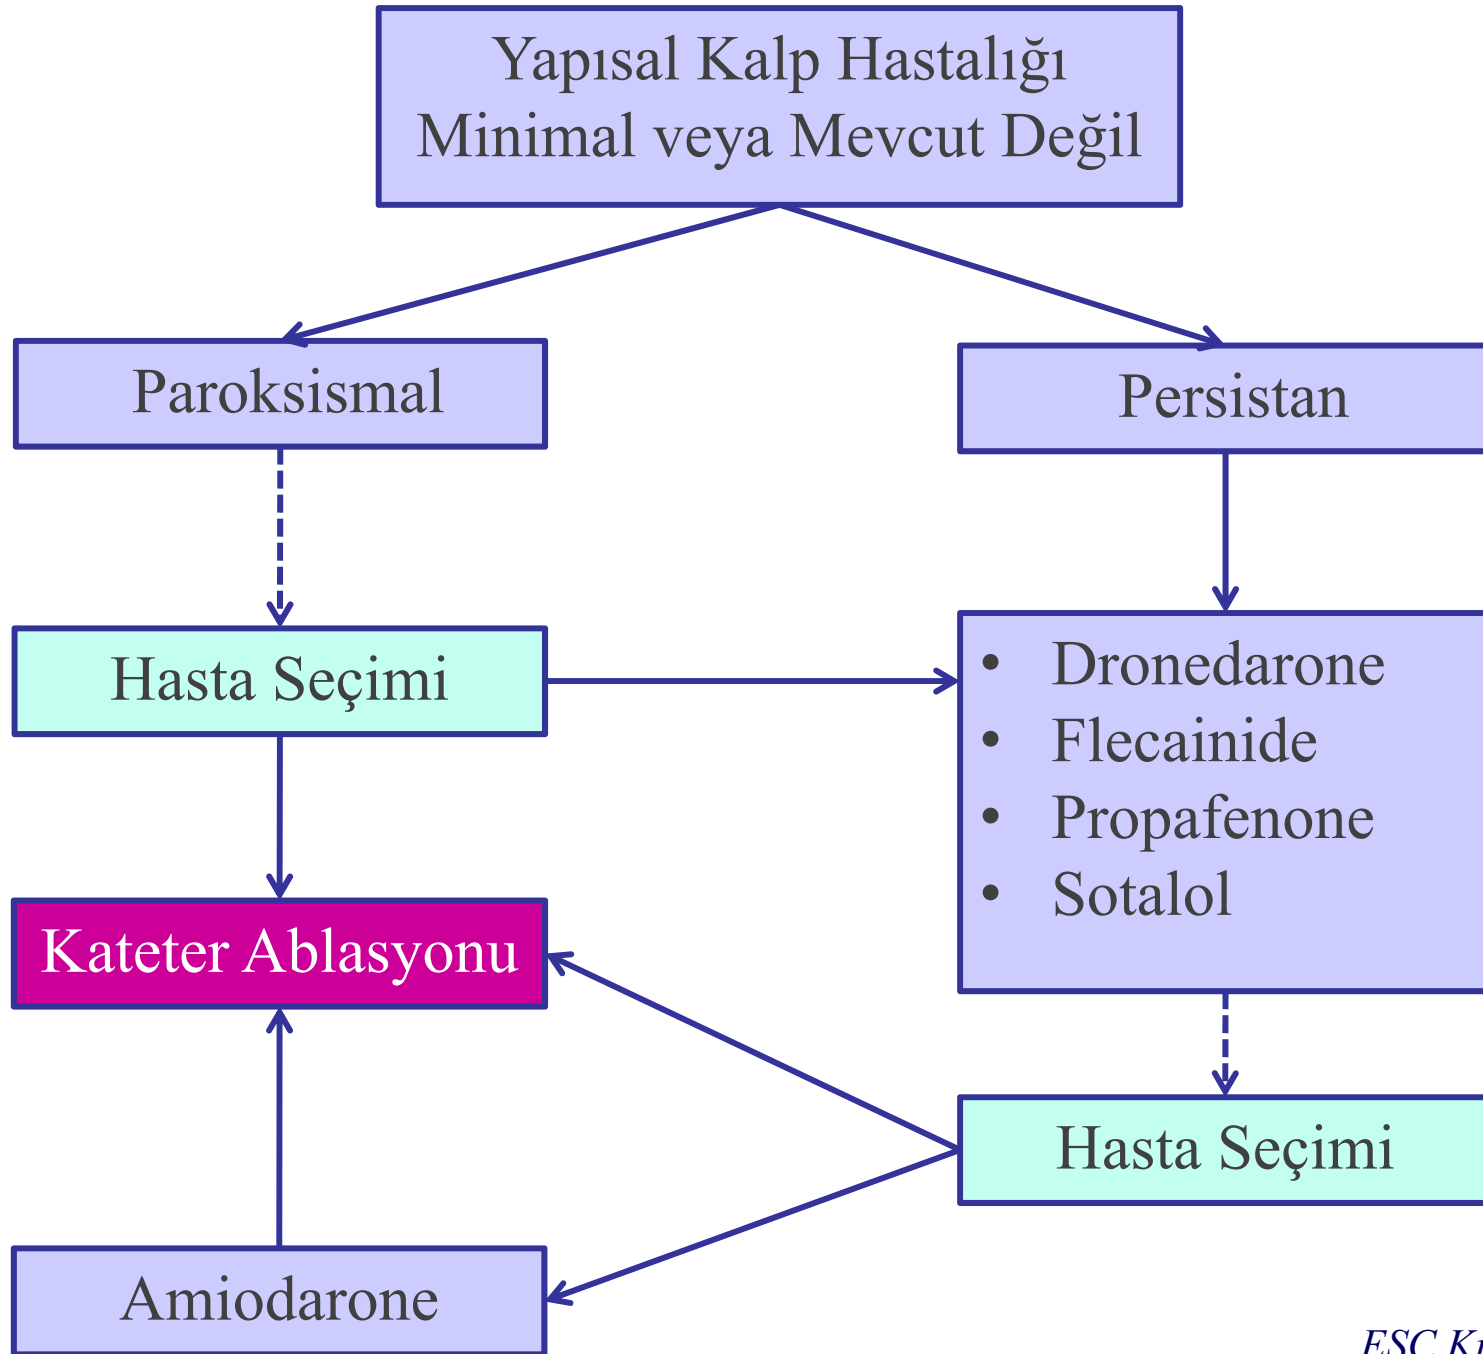 Yapısal Kalp Hastalığı
Minimal veya Mevcut Değil
Paroksismal
Persistan
Hasta Seçimi
• Dronedarone
• Flecainide
• Propafenone
• Sotalol
Kateter Ablasyonu
Hasta Seçimi
Amiodarone
ESC